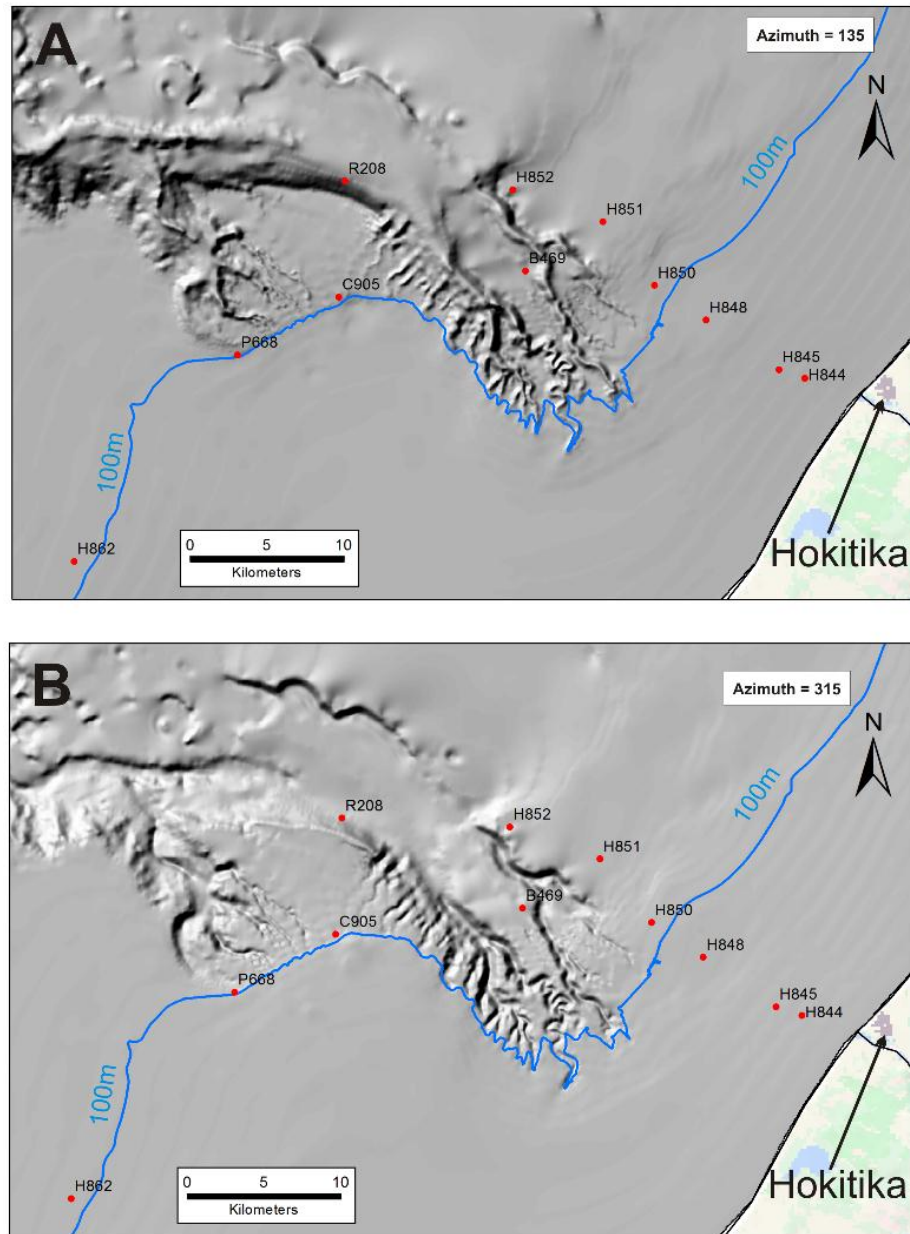 A
Azimuth = 135
N
100m
R208
H852
H851
B469
H850
C905
H848
P668
H845
H844
100m
H862
0 5 10
Kilometers
Hokitika
B
Azimuth = 315
N
100m
R208
H852
H851
B469
H850
C905
H848
P668
H845
H844
100m
H862
0 5 10
Kilometers
Hokitika